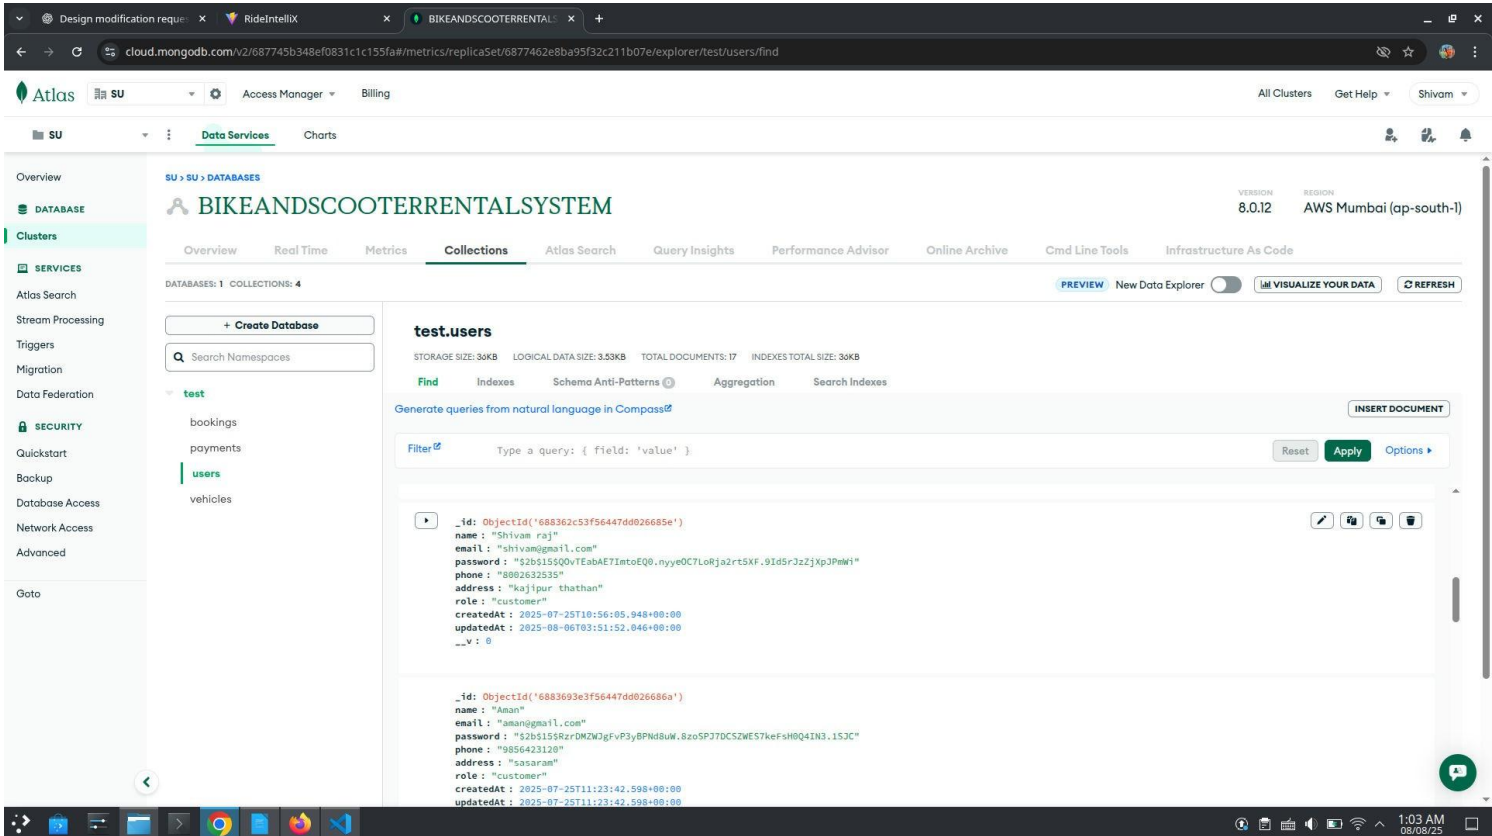 Design modification reques
RideIntelliX
BIKEANDSCOOTERRENTALS
cloud.mongodb.com/v2/687745b348ef0831c1c155fa#/metrics/replicaSet/6877462e8ba95f32c211b07e/explorer/test/users/find
Atlas
SU
Access Manager
Billing
All Clusters
Get Help
Shivam
SU
Data Services
Charts
Overview
DATABASE
Clusters
SERVICES
Atlas Search
Stream Processing
Triggers
Migration
Data Federation
SECURITY
Quickstart
Backup
Database Access
Network Access
Advanced
Goto
SU > SU > DATABASES
BIKEANDSCOOTERRENTALSYSTEM
VERSION
8.0.12
REGION
AWS Mumbai (ap-south-1)
Overview Real Time Metrics Collections Atlas Search Query Insights Performance Advisor Online Archive Cmd Line Tools Infrastructure As Code
DATABASES: 1 COLLECTIONS: 4
PREVIEW New Data Explorer VISUALIZE YOUR DATA REFRESH
+ Create Database
Search Namespaces
test
bookings
payments
users
vehicles
test.users
STORAGE SIZE: 36KB LOGICAL DATA SIZE: 3.53KB TOTAL DOCUMENTS: 17 INDEXES TOTAL SIZE: 36KB
Find Indexes Schema Anti-Patterns 0 Aggregation Search Indexes
Generate queries from natural language in Compass
INSERT DOCUMENT
Filter Type a query: { field: 'value' } Reset Apply Options
_id: ObjectId('688362c53f56447dd026685e')
name : "Shivam raj"
email : "shivam@gmail.com"
password : "$2b$15$QOvTEabAE7ImtoEQ0.nyyeOC7LoRja2rt5XF.9Id5rJzZjXpJPmWi"
phone : "8002632535"
address : "kajipur thathan"
role : "customer"
createdAt : 2025-07-25T10:56:05.948+00:00
updatedAt : 2025-08-06T03:51:52.046+00:00
__v : 0
_id: ObjectId('6883693e3f56447dd026686a')
name : "Aman"
email : "aman@gmail.com"
password : "$2b$15$RzrDMZWJgFvP3yBPNd8uW.8zoSPJ7DCSZWES7keFsH0Q4IN3.1SJC"
phone : "9856423120"
address : "sasaram"
role : "customer"
createdAt : 2025-07-25T11:23:42.598+00:00
updatedAt : 2025-07-25T11:23:42.598+00:00
1:03 AM
08/08/25